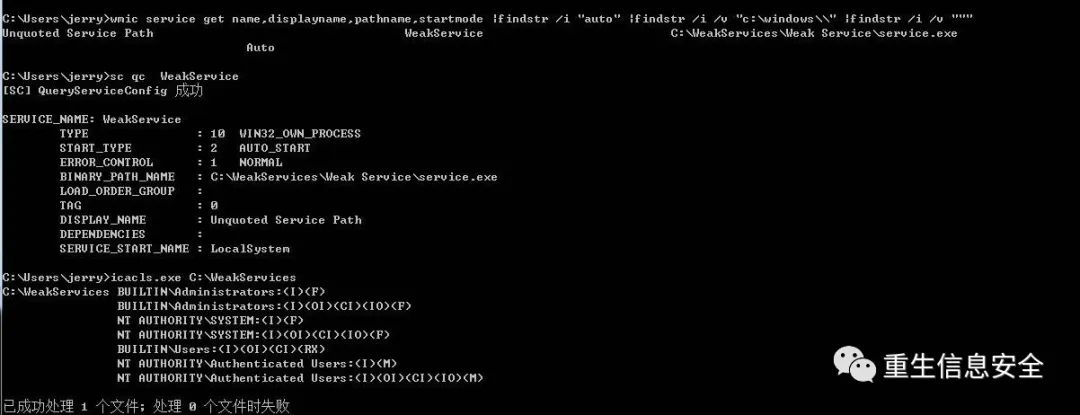 C:\Users\jerry>wmic service get name,displayname,pathname,startmode |findstr /i "auto" |findstr /i /v "c:\windows\\" |findstr /i /v """
Unquoted Service Path                                    WeakService                           C:\WeakServices\Weak Service\service.exe
                                   Auto
C:\Users\jerry>sc qc  WeakService
[SC] QueryServiceConfig 成功
SERVICE_NAME: WeakService
        TYPE               : 10  WIN32_OWN_PROCESS
        START_TYPE         : 2   AUTO_START
        ERROR_CONTROL      : 1   NORMAL
        BINARY_PATH_NAME   : C:\WeakServices\Weak Service\service.exe
        LOAD_ORDER_GROUP   :
        TAG                : 0
        DISPLAY_NAME       : Unquoted Service Path
        DEPENDENCIES       :
        SERVICE_START_NAME : LocalSystem
C:\Users\jerry>icacls.exe C:\WeakServices
C:\WeakServices BUILTIN\Administrators:(I)(F)
                BUILTIN\Administrators:(I)(OI)(CI)(IO)(F)
                NT AUTHORITY\SYSTEM:(I)(F)
                NT AUTHORITY\SYSTEM:(I)(OI)(CI)(IO)(F)
                BUILTIN\Users:(I)(OI)(CI)(RX)
                NT AUTHORITY\Authenticated Users:(I)(M)
                NT AUTHORITY\Authenticated Users:(I)(OI)(CI)(IO)(M)
已成功处理 1 个文件; 处理 0 个文件时失败
重生信息安全